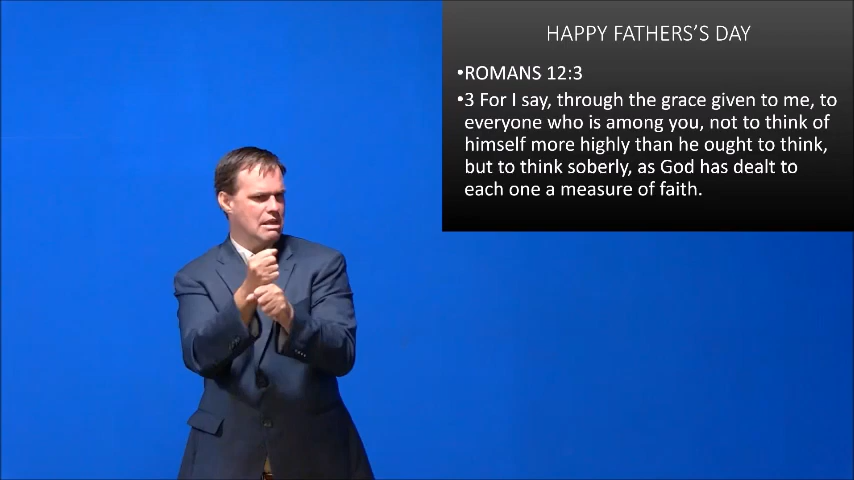 HAPPY FATHERS’S DAY
•ROMANS 12:3
•3 For I say, through the grace given to me, to
everyone who is among you, not to think of
himself more highly than he ought to think,
but to think soberly, as God has dealt to
each one a measure of faith.